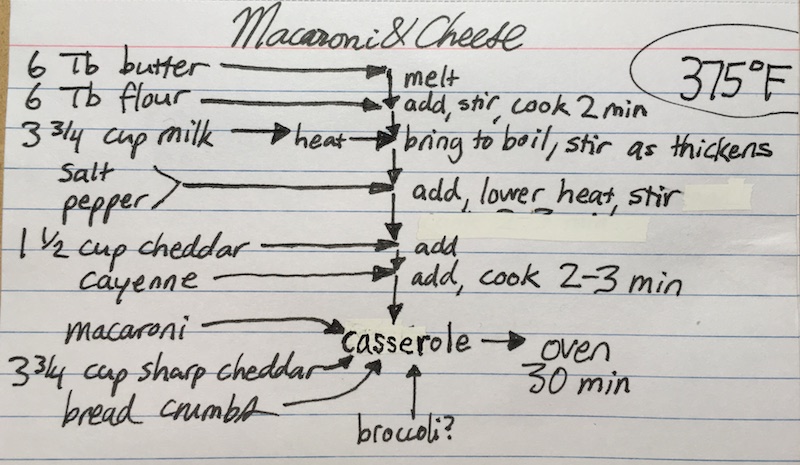 Macaroni & Cheese
375°F
6 Tb butter melt
6 Tb flour add, stir, cook 2 min
3 3/4 cup milk heat bring to boil, stir as thickens
salt
pepper add, lower heat, stir
1 1/2 cup cheddar add
cayenne add, cook 2-3 min
macaroni casserole oven
3 3/4 cup sharp cheddar 30 min
bread crumbs
broccoli?